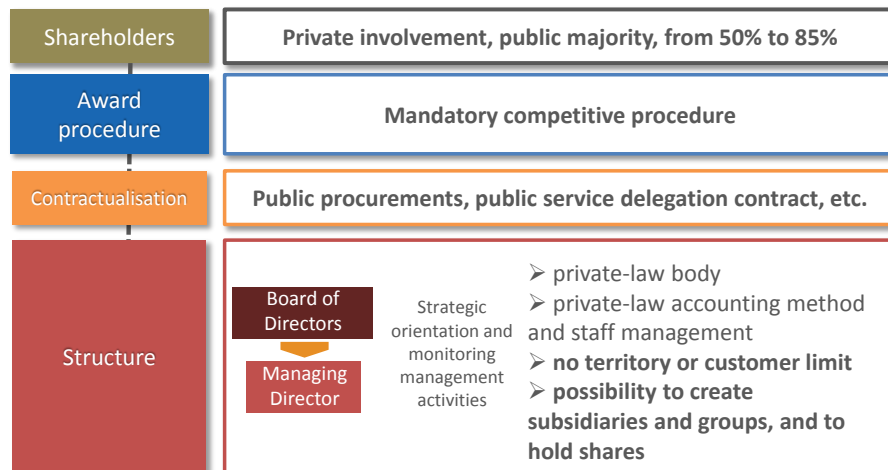 Shareholders
Private involvement, public majority, from 50% to 85%
Award
procedure
Mandatory competitive procedure
Contractualisation
Public procurements, public service delegation contract, etc.
Structure
Board of
Directors
Managing
Director
Strategic
orientation and
monitoring
management
activities
➢ private-law body
➢ private-law accounting method
and staff management
➢ no territory or customer limit
➢ possibility to create
subsidiaries and groups, and to
hold shares